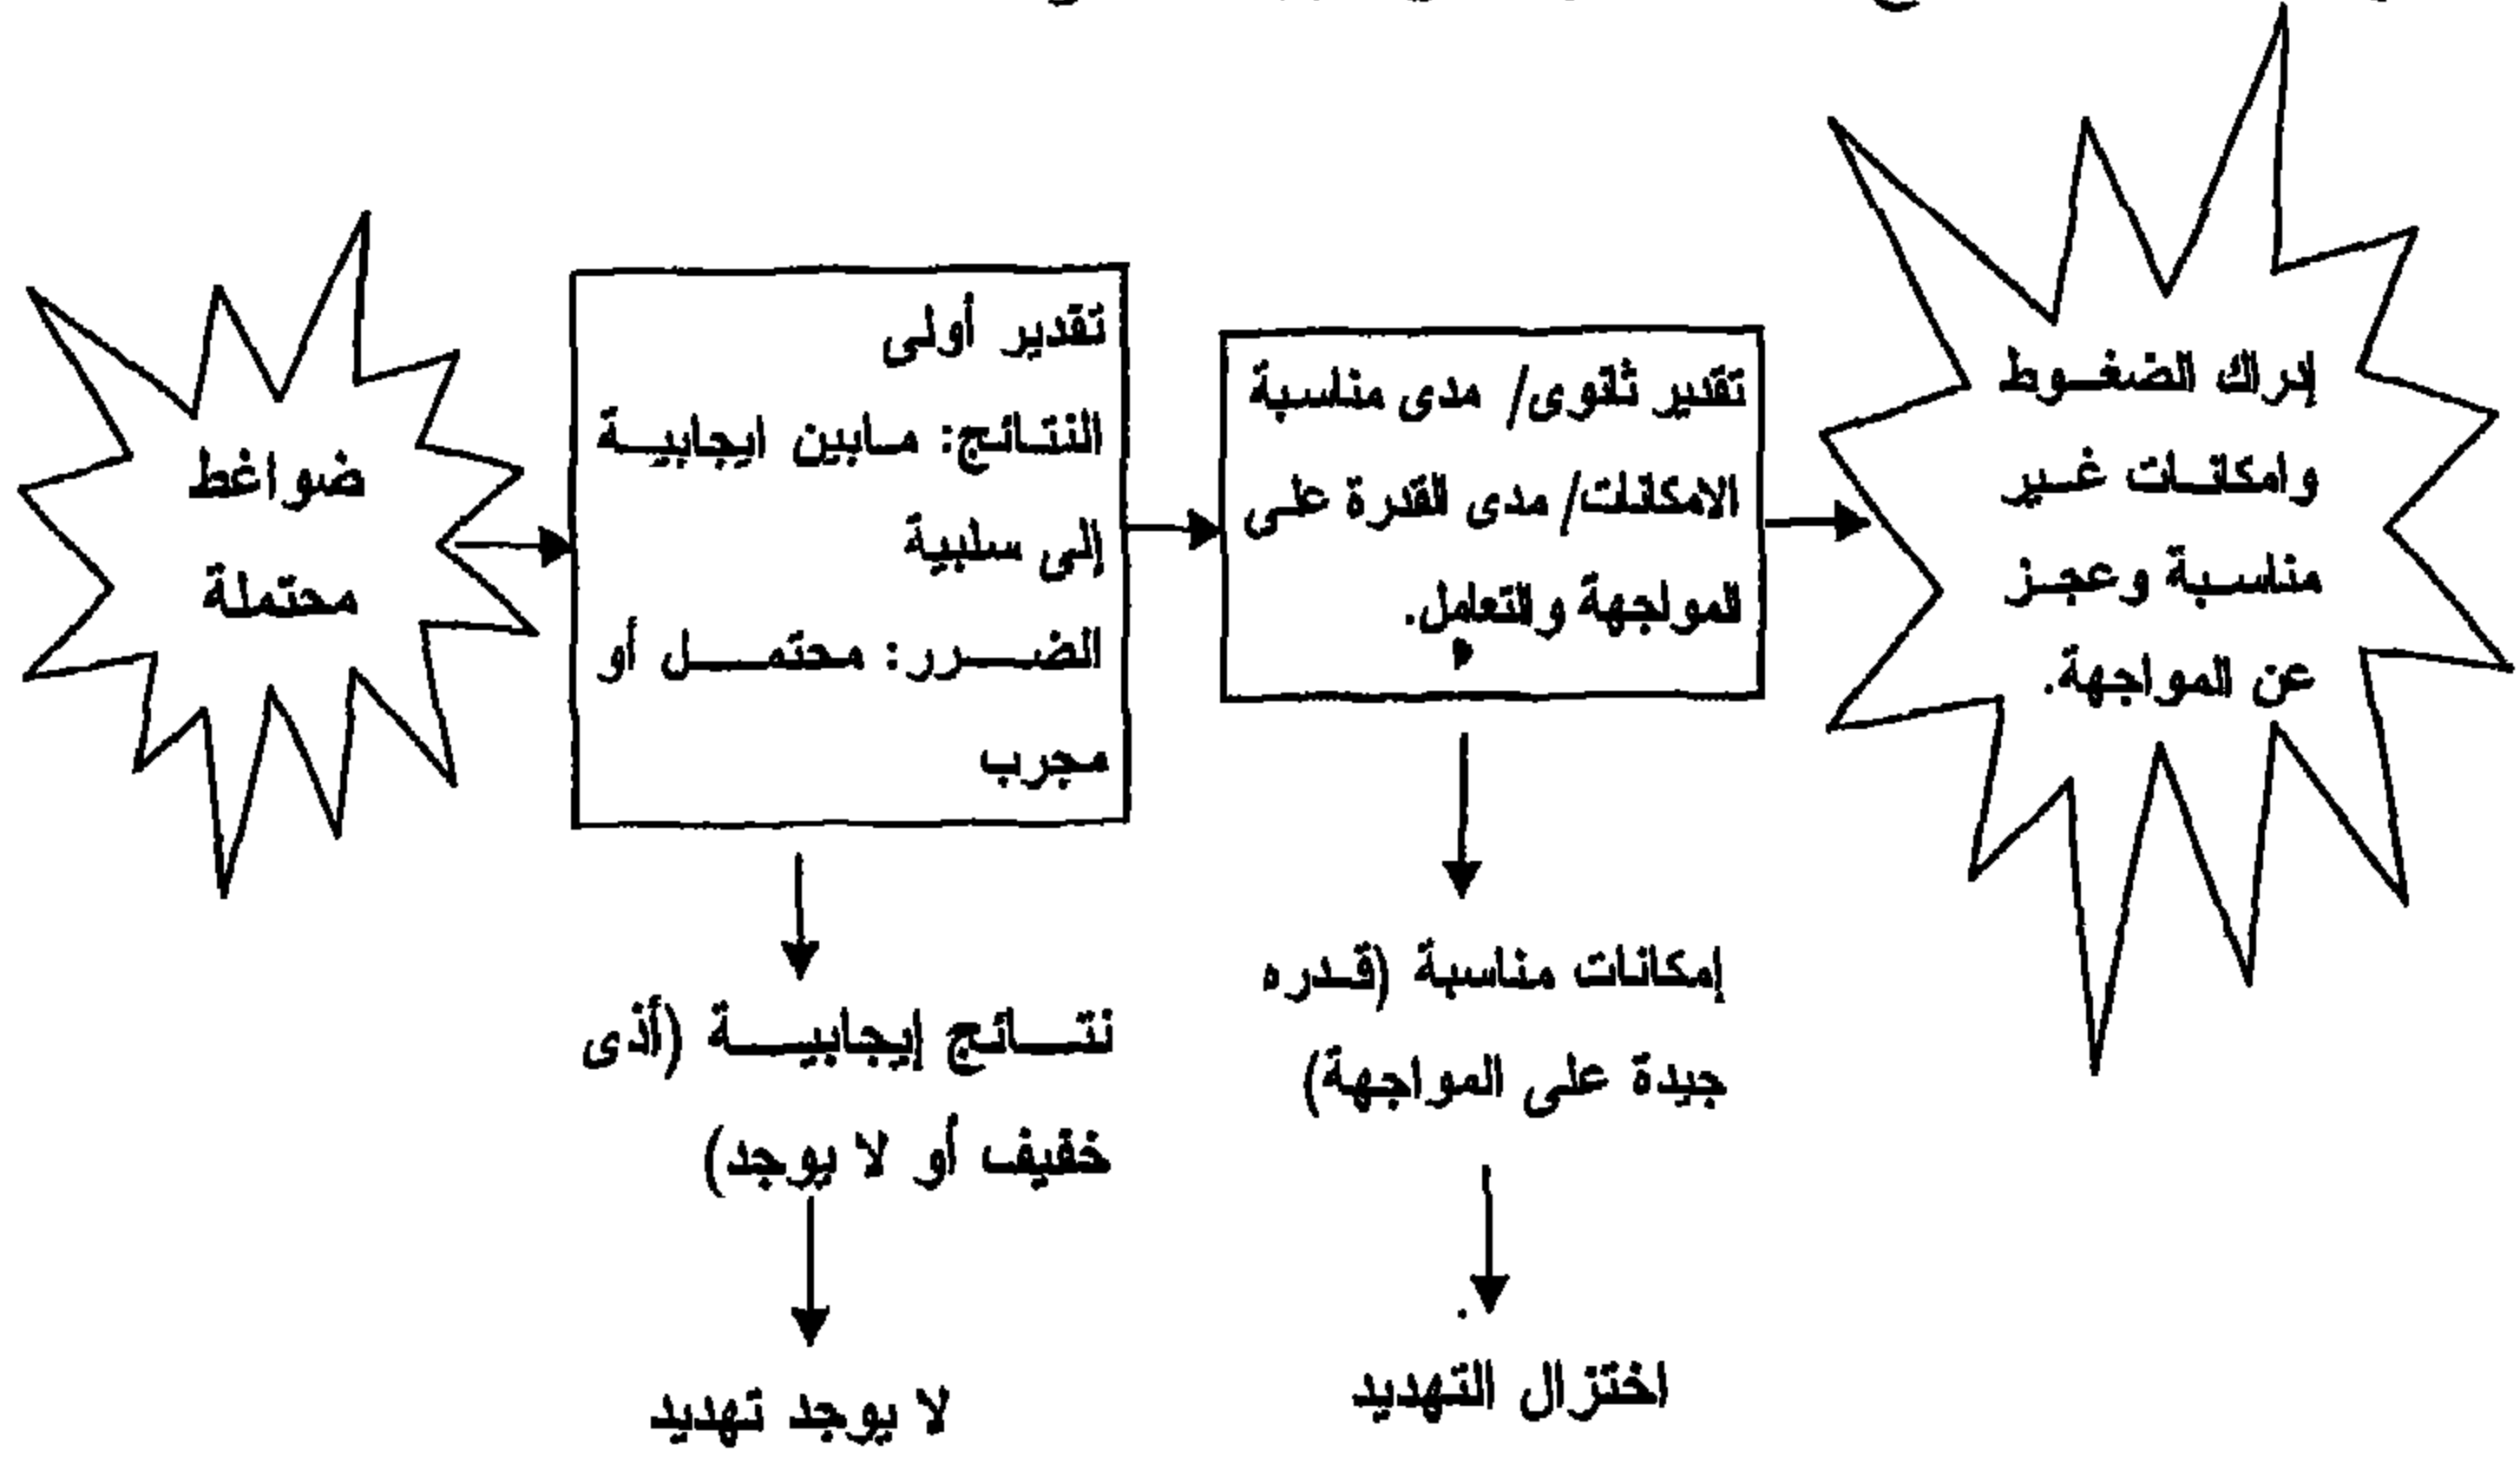 ضواغط
محتملة
تقدير أولى
النتائج: مابين ايجابية
إلى سلبية
الضرر: محتمل أو
مجرب
تقدير ثانوى/ مدى مناسبة
الامكانات/ مدى القدرة على
المواجهة والتعامل.
إدراك الضغوط
وامكانات غير
مناسبة وعجز
عن المواجهة.
نتائج إيجابية (أذى
خفيف أو لا يوجد)
لا يوجد تهديد
إمكانات مناسبة (قدره
جيدة على المواجهة)
اختزال التهديد